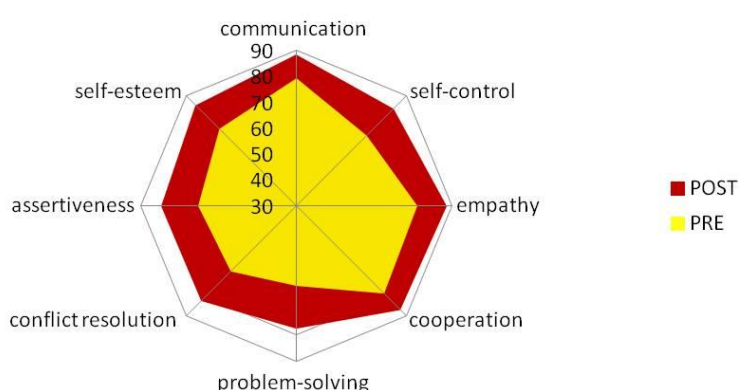 communication
90
80
70
60
50
40
30
self-esteem
self-control
assertiveness
empathy
conflict resolution
cooperation
problem-solving
POST
PRE